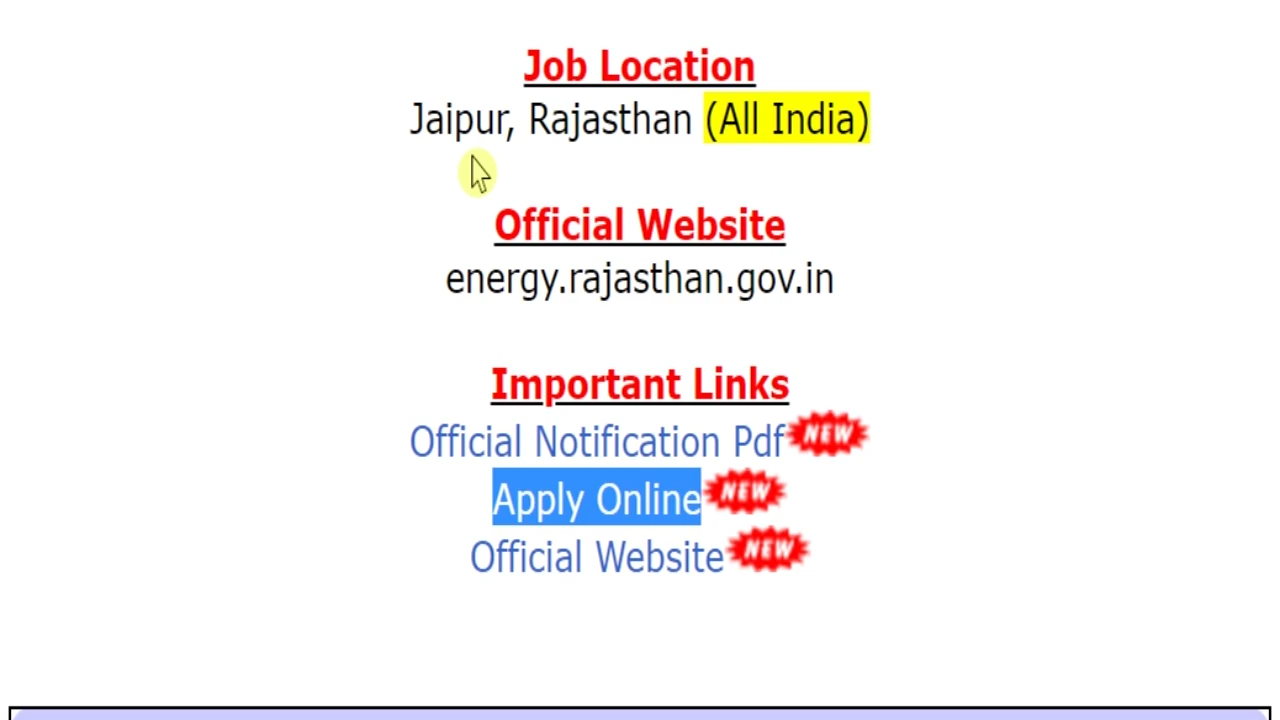 Job Location
Jaipur, Rajasthan (All India)
Official Website
energy.rajasthan.gov.in
Important Links
Official Notification Pdf NEW
Apply Online NEW
Official Website NEW